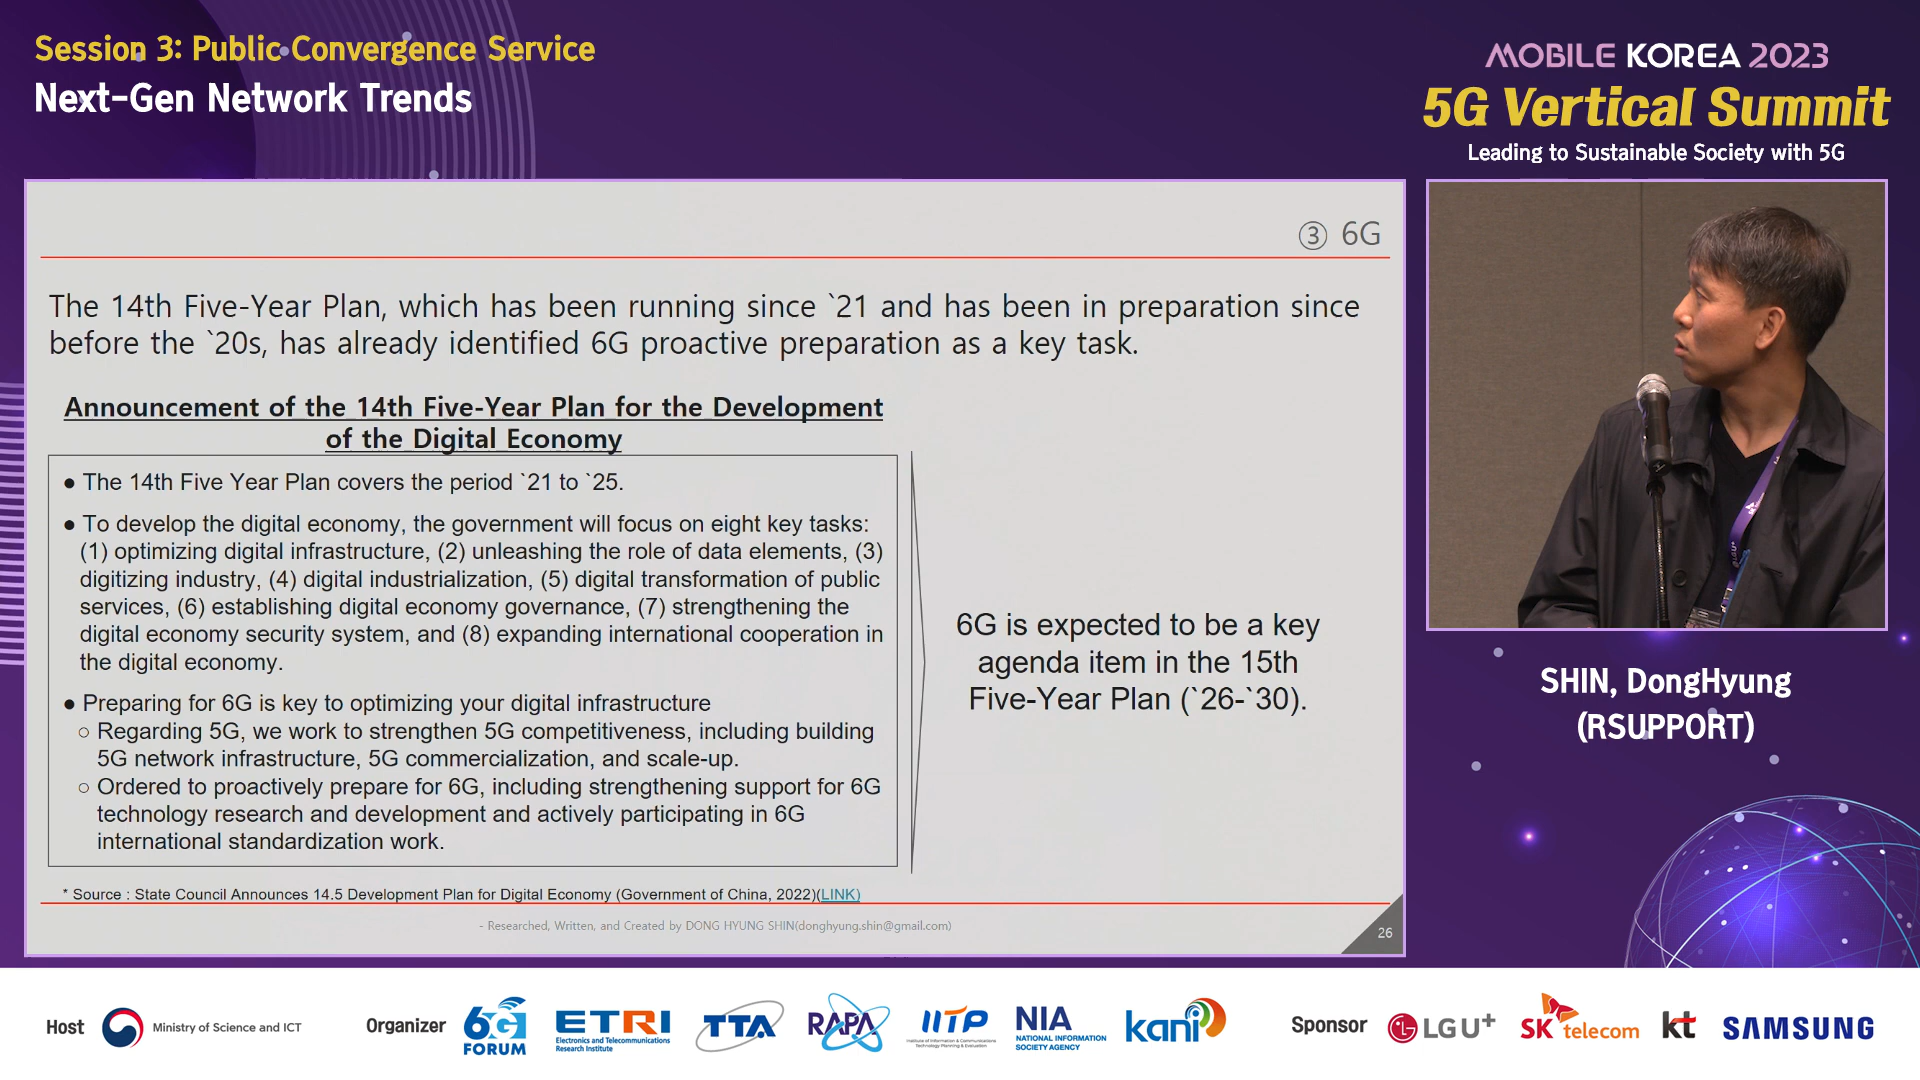 Session 3: Public Convergence Service
Next-Gen Network Trends
MOBILE KOREA 2023
5G Vertical Summit
Leading to Sustainable Society with 5G
③ 6G
The 14th Five-Year Plan, which has been running since `21 and has been in preparation since
before the `20s, has already identified 6G proactive preparation as a key task.
Announcement of the 14th Five-Year Plan for the Development
of the Digital Economy
● The 14th Five Year Plan covers the period `21 to `25.
● To develop the digital economy, the government will focus on eight key tasks:
(1) optimizing digital infrastructure, (2) unleashing the role of data elements, (3)
digitizing industry, (4) digital industrialization, (5) digital transformation of public
services, (6) establishing digital economy governance, (7) strengthening the
digital economy security system, and (8) expanding international cooperation in
the digital economy.
● Preparing for 6G is key to optimizing your digital infrastructure
○ Regarding 5G, we work to strengthen 5G competitiveness, including building
5G network infrastructure, 5G commercialization, and scale-up.
○ Ordered to proactively prepare for 6G, including strengthening support for 6G
technology research and development and actively participating in 6G
international standardization work.
6G is expected to be a key
agenda item in the 15th
Five-Year Plan (`26-`30).
* Source : State Council Announces 14.5 Development Plan for Digital Economy (Government of China, 2022)(LINK)
- Researched, Written, and Created by DONG HYUNG SHIN(donghyung.shin@gmail.com)
26
SHIN, DongHyung
(RSUPPORT)
Host
Ministry of Science and ICT
Organizer
6G
FORUM
ETRI
Electronics and Telecommunications
Research Institute
TTA
RAPA
IITP
Institute of Information & Communications
Technology Planning & Evaluation
NIA
NATIONAL INFORMATION
SOCIETY AGENCY
kani
Sponsor
LG U+
SK telecom
kt
SAMSUNG